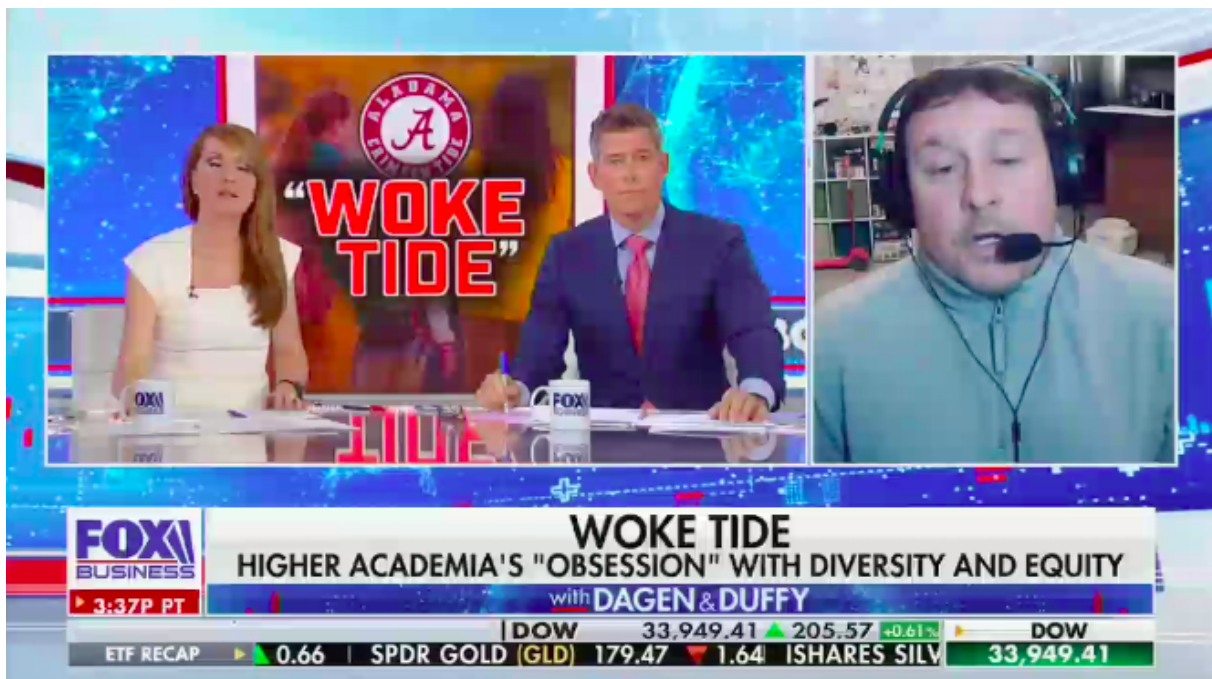 ALABAMA
A
CRIMSON TIDE
"WOKE
TIDE"
FOX
BUSINESS
FOX
BUSINESS
FOX
BUSINESS
3:37P PT
WOKE TIDE
HIGHER ACADEMIA'S "OBSESSION" WITH DIVERSITY AND EQUITY
with DAGEN & DUFFY
DOW 33,949.41 ▲ 205.57 +0.61%
DOW
ETF RECAP ▲ 0.66 | SPDR GOLD (GLD) 179.47 ▼ 1.64 ISHARES SILV
33,949.41